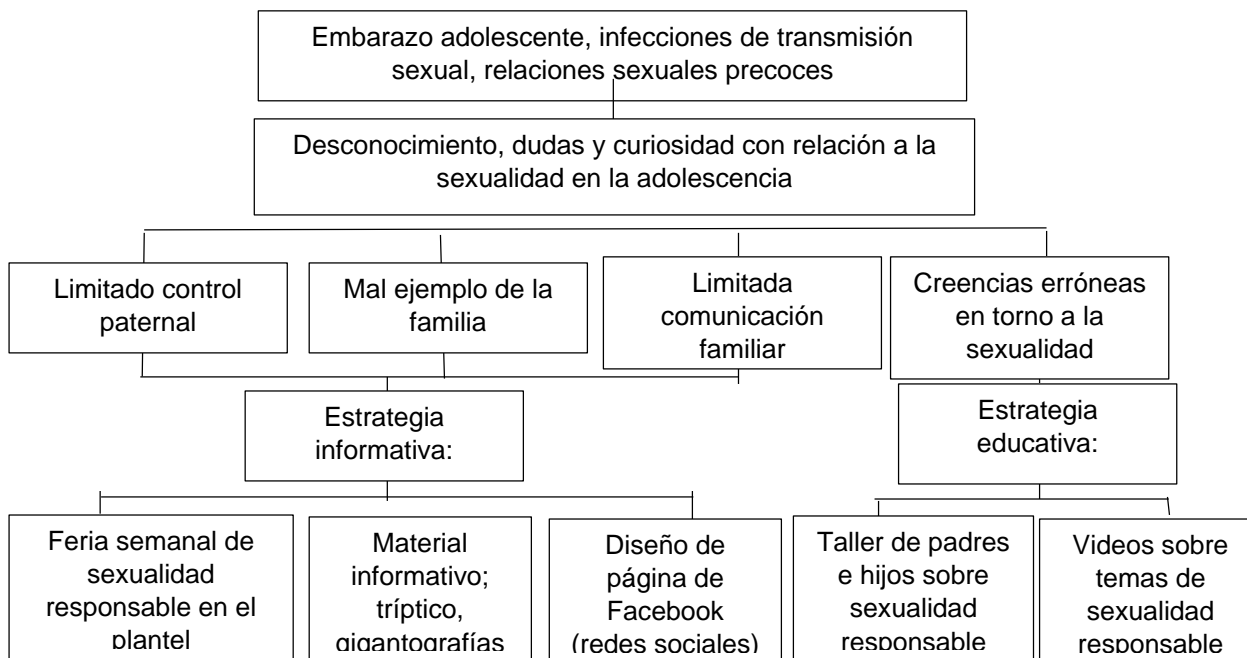 Embarazo adolescente, infecciones de transmisión
sexual, relaciones sexuales precoces
Desconocimiento, dudas y curiosidad con relación a la
sexualidad en la adolescencia
Limitado control
paternal
Mal ejemplo de la
familia
Limitada
comunicación
familiar
Creencias erróneas
en torno a la
sexualidad
Estrategia
informativa:
Estrategia
educativa:
Feria semanal de
sexualidad
responsable en el
plantel
Material
informativo;
tríptico,
gigantografías
Diseño de
página de
Facebook
(redes sociales)
Taller de padres
e hijos sobre
sexualidad
responsable
Videos sobre
temas de
sexualidad
responsable